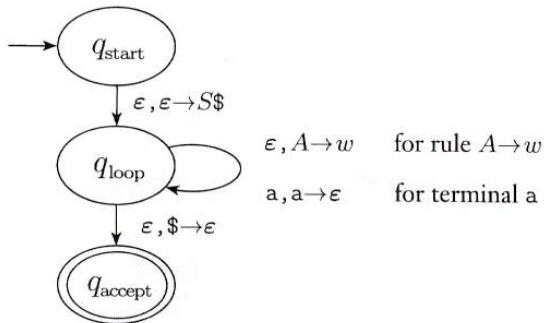 q_start
ε,ε→S$
ε,A→w for rule A→w
q_loop
a,a→ε for terminal a
ε,$→ε
q_accept